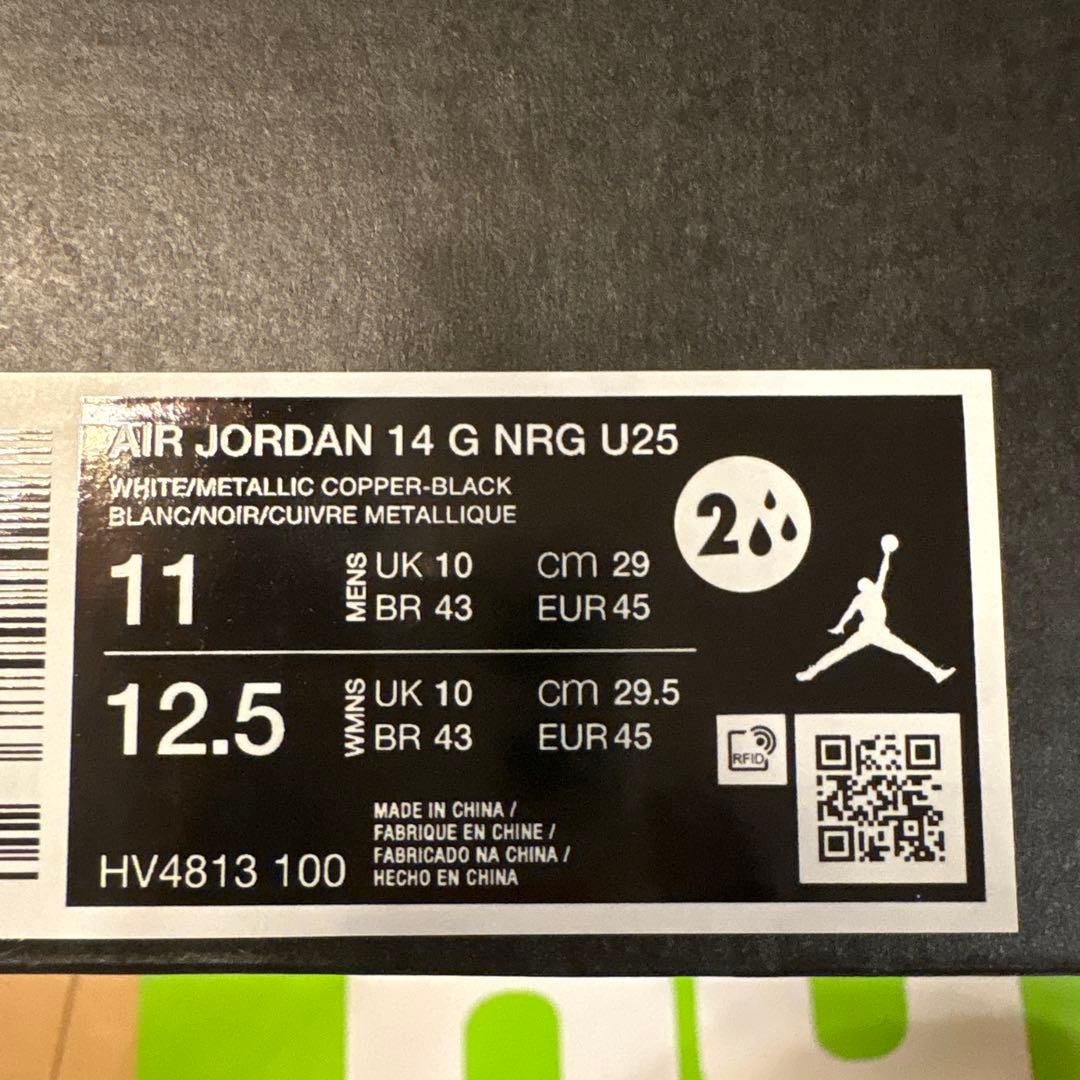 AIR JORDAN 14 G NRG U25
WHITE/METALLIC COPPER-BLACK
BLANC/NOIR/CUIVRE METALLIQUE
2
11 MENS UK 10 cm 29
BR 43 EUR 45
12.5 WMNS UK 10 cm 29.5
BR 43 EUR 45
RFID
MADE IN CHINA /
FABRIQUE EN CHINE /
FABRICADO NA CHINA /
HECHO EN CHINA
HV4813 100